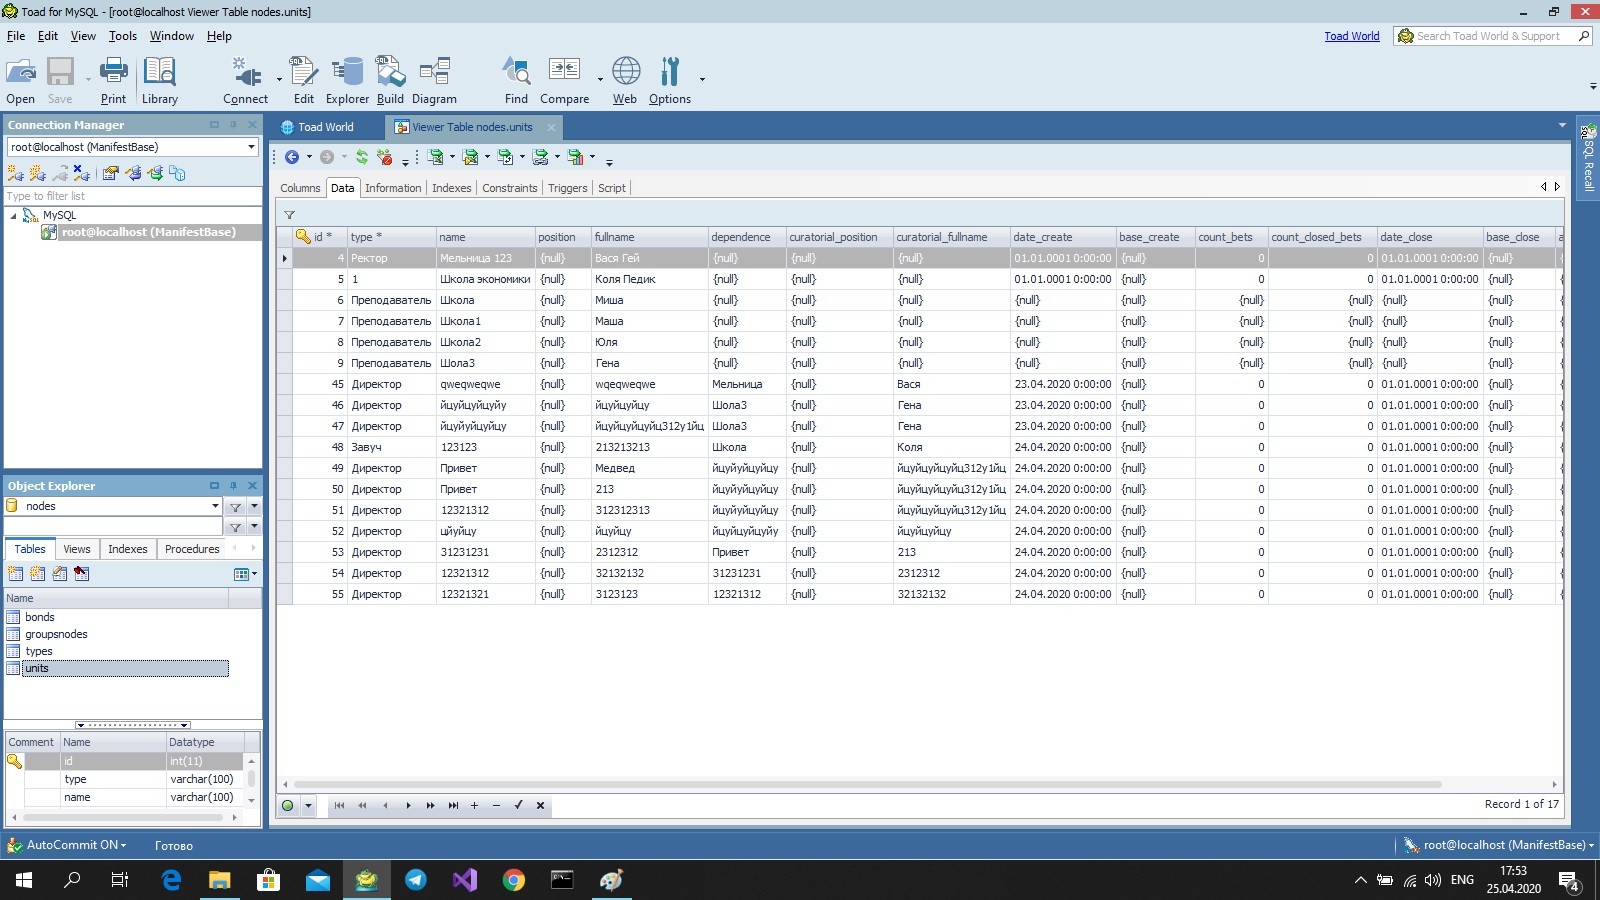 Toad for MySQL - [root@localhost Viewer Table nodes.units]
File Edit View Tools Window Help
Toad World Search Toad World & Support
Open Save Print Library Connect Edit Explorer Build Diagram Find Compare Web Options
Connection Manager
root@localhost (ManifestBase)
Type to filter list
MySQL
root@localhost (ManifestBase)
Object Explorer
nodes
Tables Views Indexes Procedures
Name
bonds
groupsnodes
types
units
Comment Name Datatype
id int(11)
type varchar(100)
name varchar(100)
Toad World Viewer Table nodes.units
Columns Data Information Indexes Constraints Triggers Script
id * type * name position fullname dependence curatorial_position curatorial_fullname date_create base_create count_bets count_closed_bets date_close base_close a
4 Ректор Мельница 123 {null} Вася Гей {null} {null} {null} 01.01.0001 0:00:00 {null} 0 0 01.01.0001 0:00:00 {null} {
5 1 Школа экономики {null} Коля Педик {null} {null} {null} 01.01.0001 0:00:00 {null} 0 0 01.01.0001 0:00:00 {null} {
6 Преподаватель Школа {null} Миша {null} {null} {null} {null} {null} {null} {null} {null} {null} {
7 Преподаватель Школа1 {null} Маша {null} {null} {null} {null} {null} {null} {null} {null} {null} {
8 Преподаватель Школа2 {null} Юля {null} {null} {null} {null} {null} {null} {null} {null} {null} {
9 Преподаватель Шола3 {null} Гена {null} {null} {null} {null} {null} {null} {null} {null} {null} {
45 Директор qweqweqwe {null} wqeqweqwe Мельница {null} Вася 23.04.2020 0:00:00 {null} 0 0 01.01.0001 0:00:00 {null} {
46 Директор йцуйцуйцуйу {null} йцуйцуйцу Шола3 {null} Гена 23.04.2020 0:00:00 {null} 0 0 01.01.0001 0:00:00 {null} {
47 Директор йцуйуйцуйцу {null} йцуйцуйцуйц312у1йц Шола3 {null} Гена 23.04.2020 0:00:00 {null} 0 0 01.01.0001 0:00:00 {null} {
48 Завуч 123123 {null} 213213213 Школа {null} Коля 24.04.2020 0:00:00 {null} 0 0 01.01.0001 0:00:00 {null} {
49 Директор Привет {null} Медвед йцуйуйцуйцу {null} йцуйцуйцуйц312у1йц 24.04.2020 0:00:00 {null} 0 0 01.01.0001 0:00:00 {null} {
50 Директор Привет {null} 213 йцуйуйцуйцу {null} йцуйцуйцуйц312у1йц 24.04.2020 0:00:00 {null} 0 0 01.01.0001 0:00:00 {null} {
51 Директор 12321312 {null} 312312313 йцуйуйцуйцу {null} йцуйцуйцуйц312у1йц 24.04.2020 0:00:00 {null} 0 0 01.01.0001 0:00:00 {null} {
52 Директор цйуйцу {null} йцуйцу йцуйцуйцуйу {null} йцуйцуйцу 24.04.2020 0:00:00 {null} 0 0 01.01.0001 0:00:00 {null} {
53 Директор 31231231 {null} 2312312 Привет {null} 213 24.04.2020 0:00:00 {null} 0 0 01.01.0001 0:00:00 {null} {
54 Директор 12321312 {null} 32132132 31231231 {null} 2312312 24.04.2020 0:00:00 {null} 0 0 01.01.0001 0:00:00 {null} {
55 Директор 12321321 {null} 3123123 12321312 {null} 32132132 24.04.2020 0:00:00 {null} 0 0 01.01.0001 0:00:00 {null} {
Record 1 of 17
SQL Recall
AutoCommit ON Готово root@localhost (ManifestBase)
ENG 17:53
25.04.2020
4